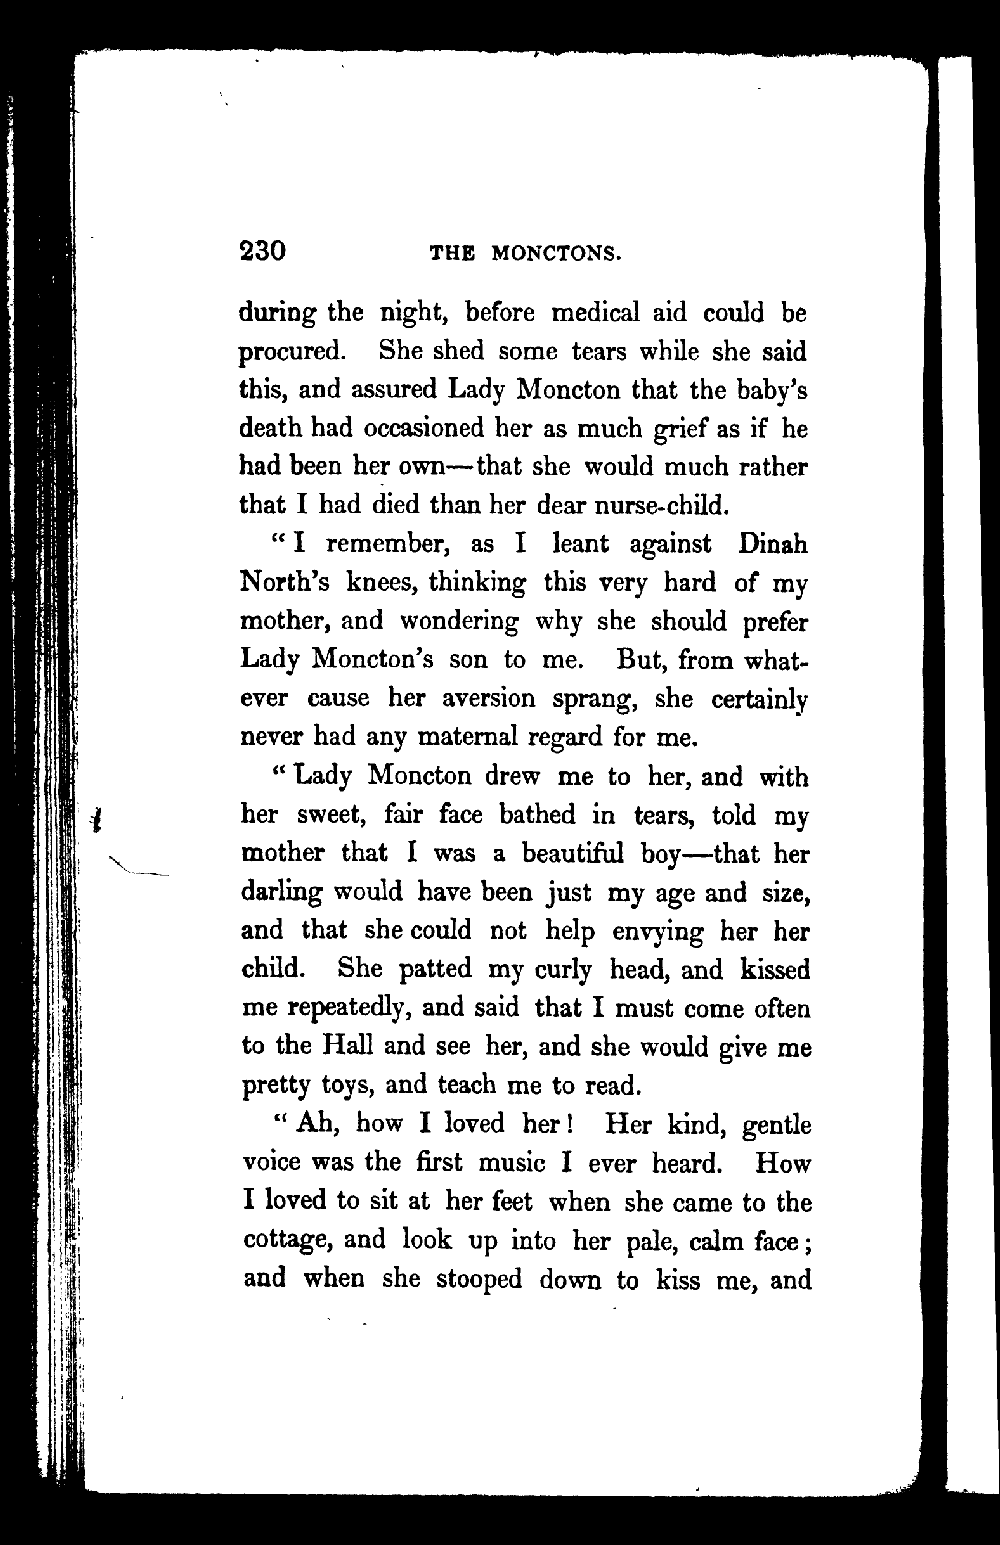 230 THE MONCTONS.
during the night, before medical aid could be
procured. She shed some tears while she said
this, and assured Lady Moncton that the baby's
death had occasioned her as much grief as if he
had been her own—that she would much rather
that I had died than her dear nurse-child.
“I remember, as I leant against Dinah
North's knees, thinking this very hard of my
mother, and wondering why she should prefer
Lady Moncton's son to me. But, from what-
ever cause her aversion sprang, she certainly
never had any maternal regard for me.
“Lady Moncton drew me to her, and with
her sweet, fair face bathed in tears, told my
mother that I was a beautiful boy—that her
darling would have been just my age and size,
and that she could not help envying her her
child. She patted my curly head, and kissed
me repeatedly, and said that I must come often
to the Hall and see her, and she would give me
pretty toys, and teach me to read.
“Ah, how I loved her! Her kind, gentle
voice was the first music I ever heard. How
I loved to sit at her feet when she came to the
cottage, and look up into her pale, calm face;
and when she stooped down to kiss me, and